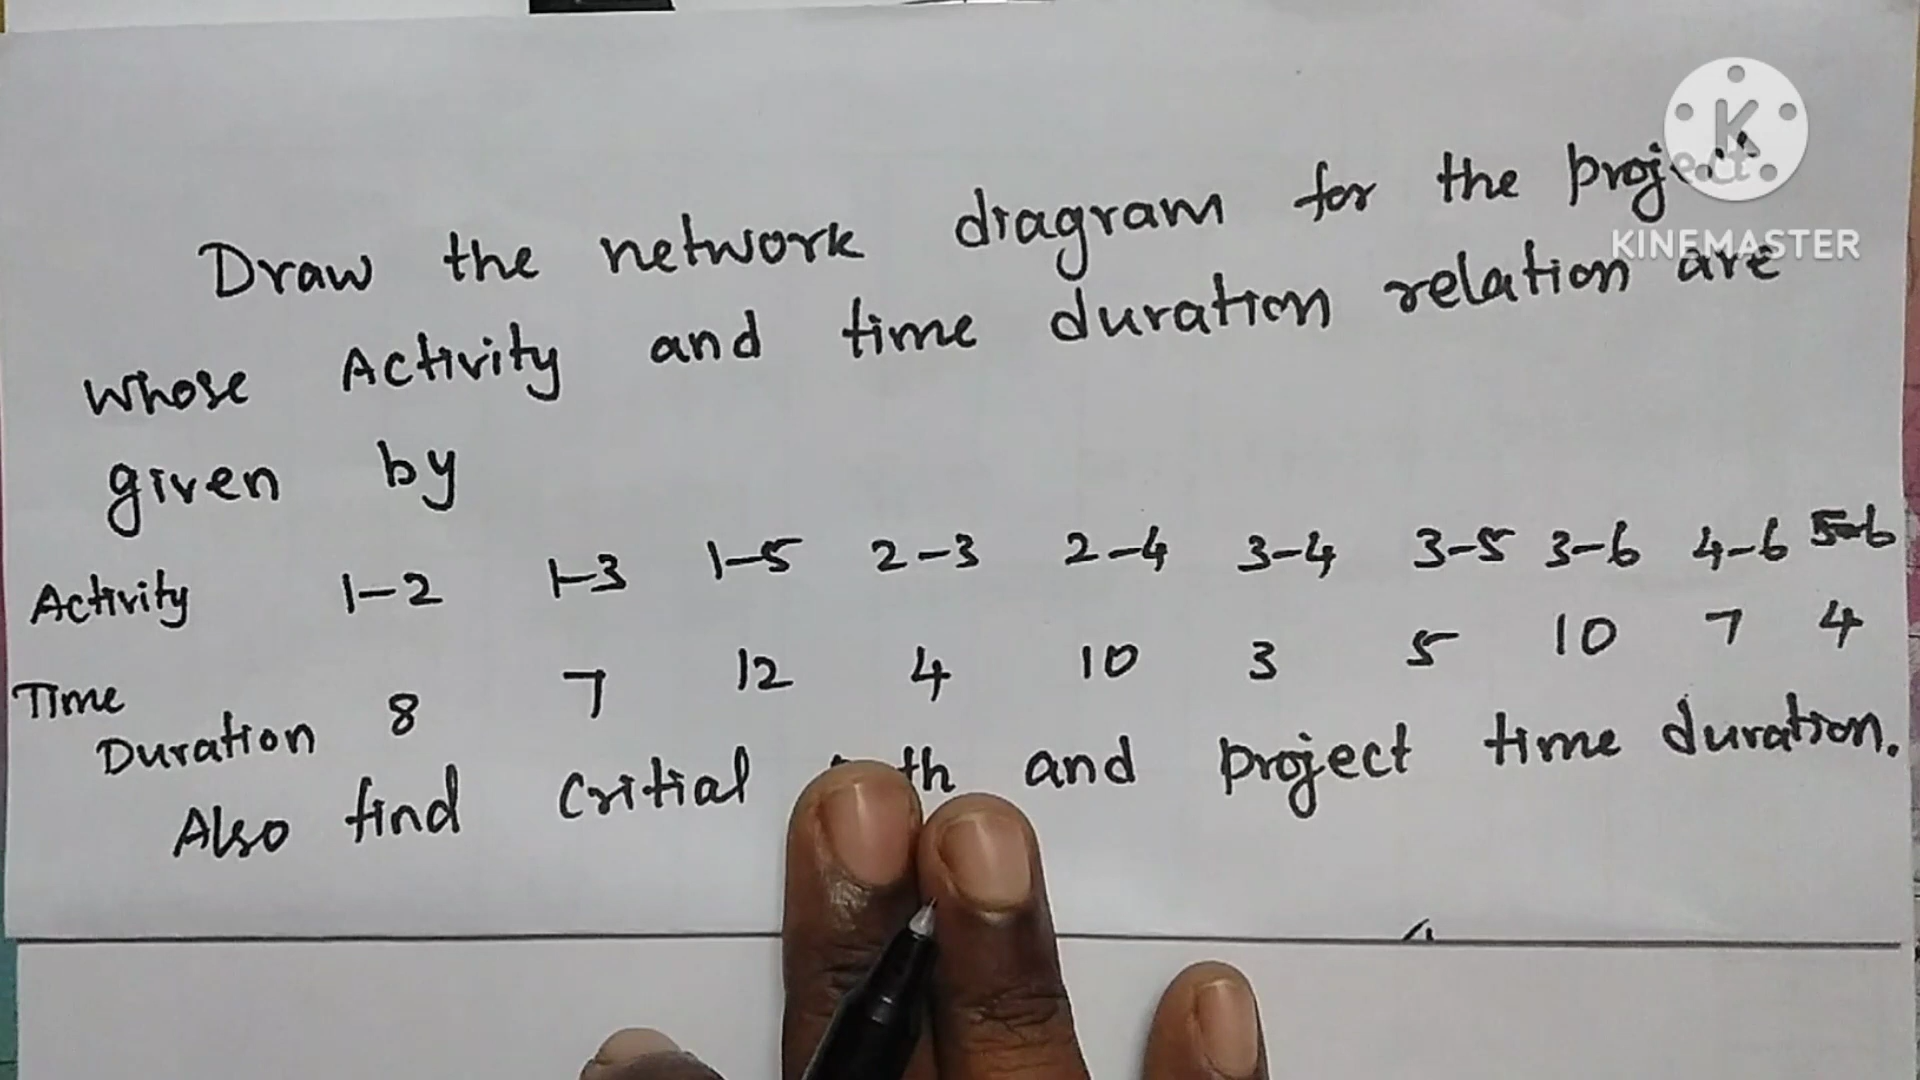 Draw the network diagram for the project
whose Activity and time duration relation are
given by
Activity 1-2 1-3 1-5 2-3 2-4 3-4 3-5 3-6 4-6 5-6
Time
Duration 8 7 12 4 10 3 5 10 7 4
Also find Critial and project time duration.
K
KINEMASTER